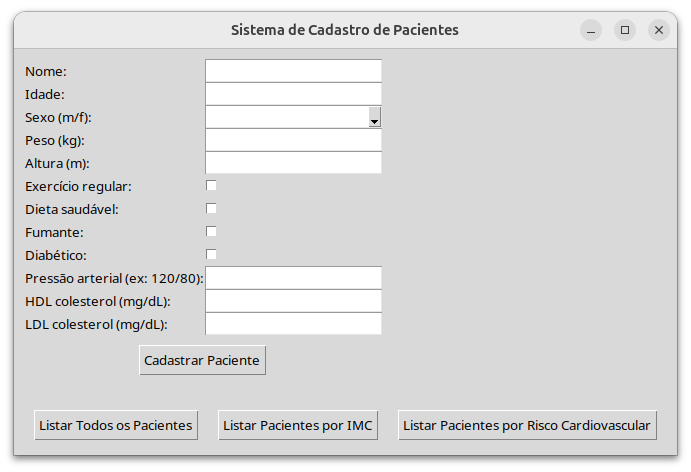 Sistema de Cadastro de Pacientes
Nome:
Idade:
Sexo (m/f):
Peso (kg):
Altura (m):
Exercício regular:
Dieta saudável:
Fumante:
Diabético:
Pressão arterial (ex: 120/80):
HDL colesterol (mg/dL):
LDL colesterol (mg/dL):
Cadastrar Paciente
Listar Todos os Pacientes Listar Pacientes por IMC Listar Pacientes por Risco Cardiovascular